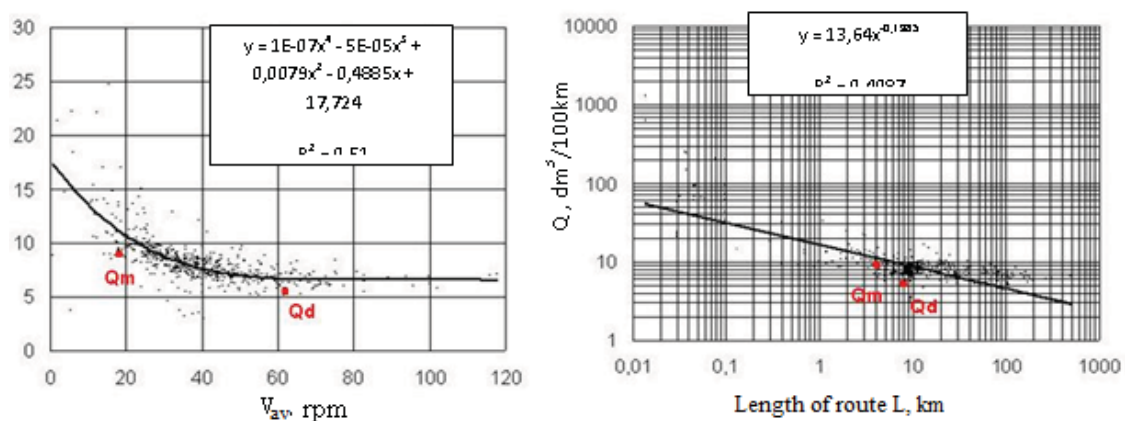 30
25
20
15
10
5
0
0 20 40 60 80 100 120
y = 1E-07x⁴ - 5E-05x³ +
0,0079x² - 0,4885x+
17,724
Qm
Qd
Vav, rpm
10000
1000
100
10
1
0,01 0,1 1 10 100 1000
y = 13,64x
Qm
Qd
Q, dm³/100km
Length of route L, km